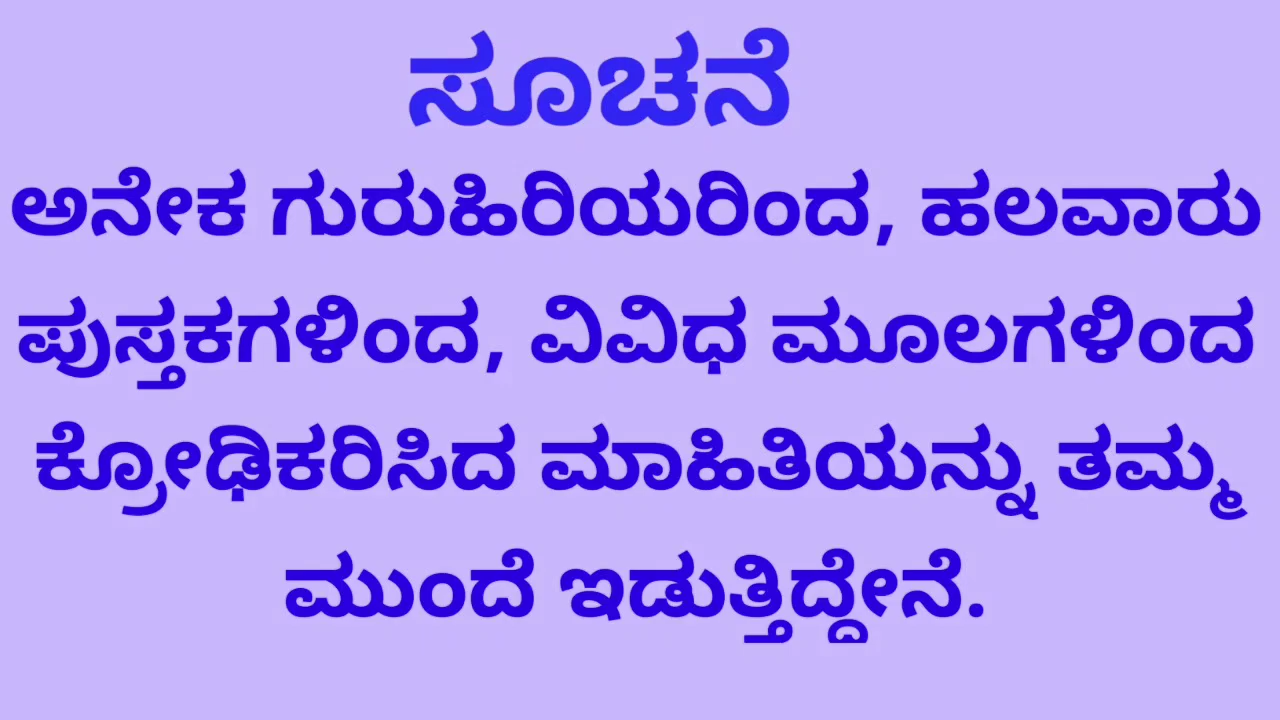 ಸೂಚನೆ
ಅನೇಕ ಗುರುಹಿರಿಯರಿಂದ, ಹಲವಾರು
ಪುಸ್ತಕಗಳಿಂದ, ವಿವಿಧ ಮೂಲಗಳಿಂದ
ಕ್ರೋಢಿಕರಿಸಿದ ಮಾಹಿತಿಯನ್ನು ತಮ್ಮ
ಮುಂದೆ ಇಡುತ್ತಿದ್ದೇನೆ.